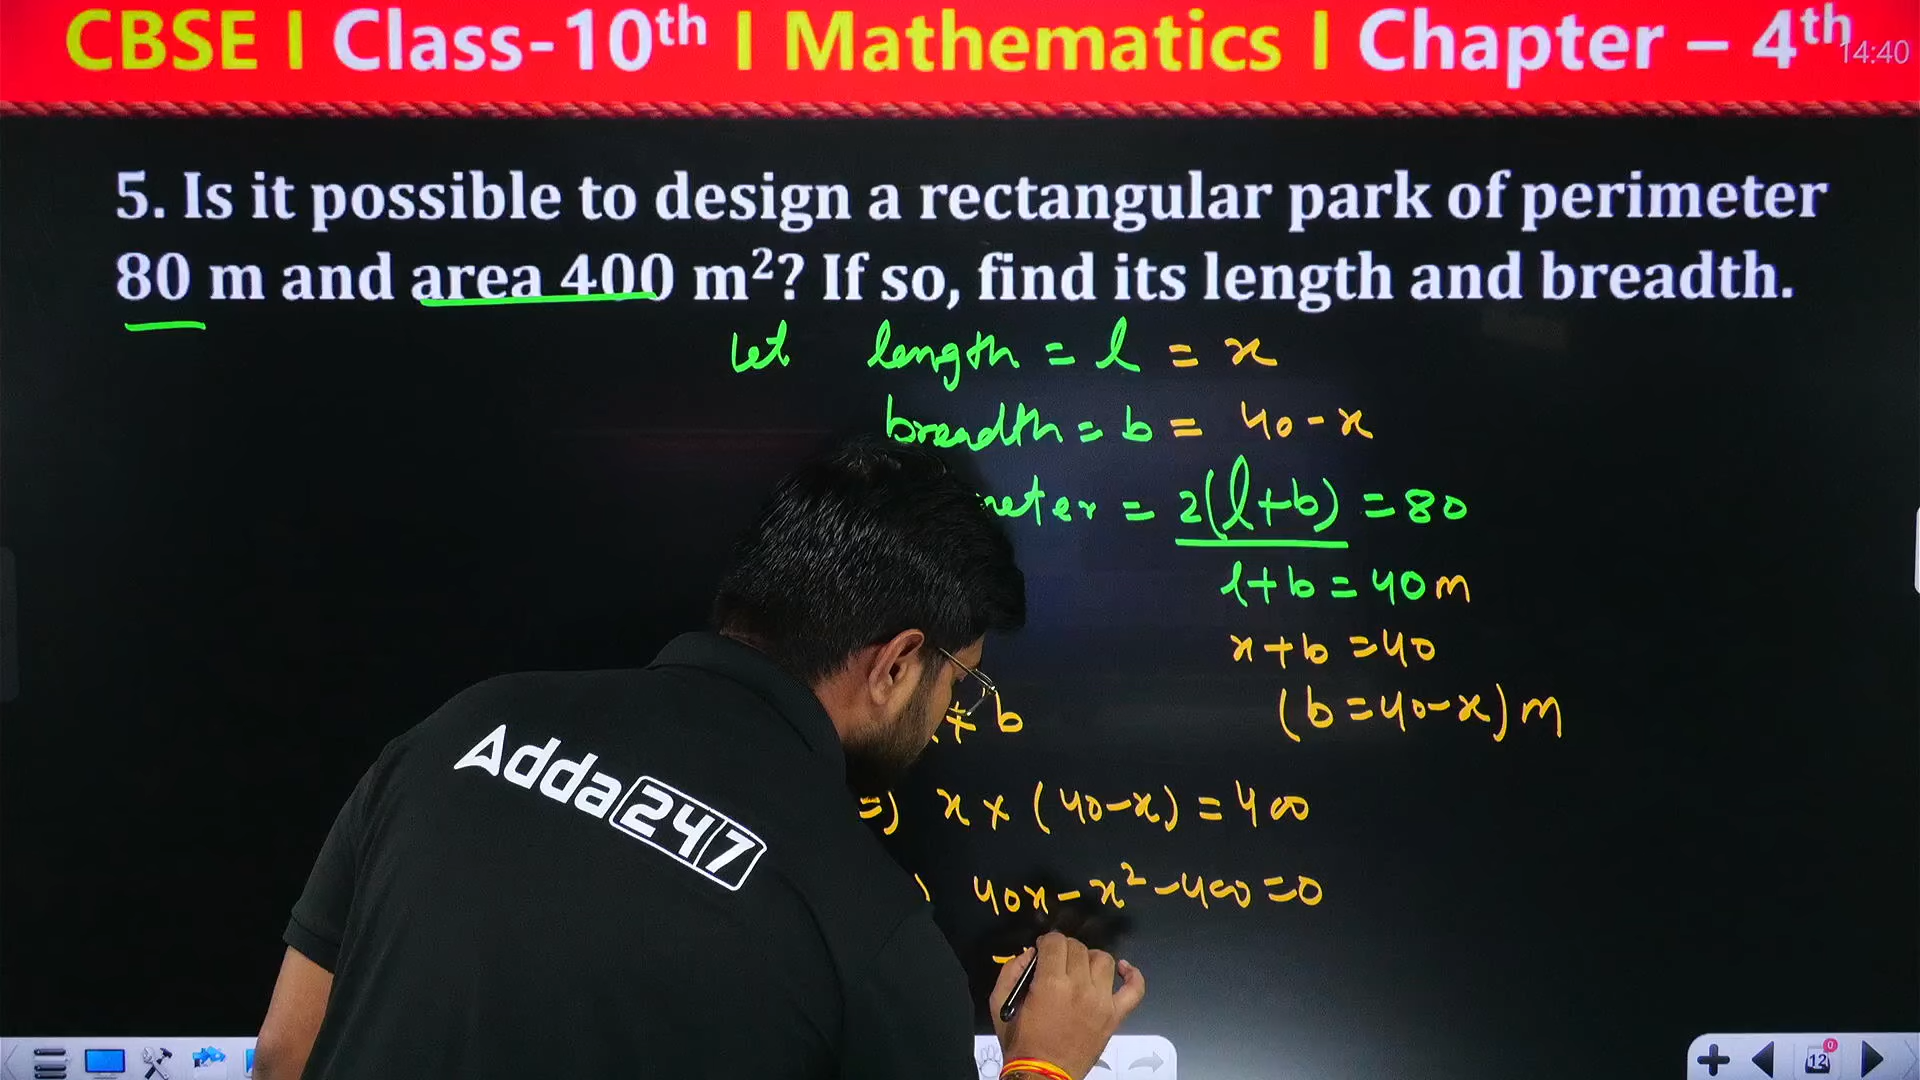 CBSE I Class-10th I Mathematics I Chapter – 4th
14:40
5. Is it possible to design a rectangular park of perimeter
80 m and area 400 m²? If so, find its length and breadth.
Let length = l = x
breadth = b = 40-x
meter = 2(l+b) = 80
l+b = 40m
x+b = 40
(b = 40-x) m
+ b
=) x × (40-x) = 400
) 40x - x² - 400 = 0
Adda247
12
0